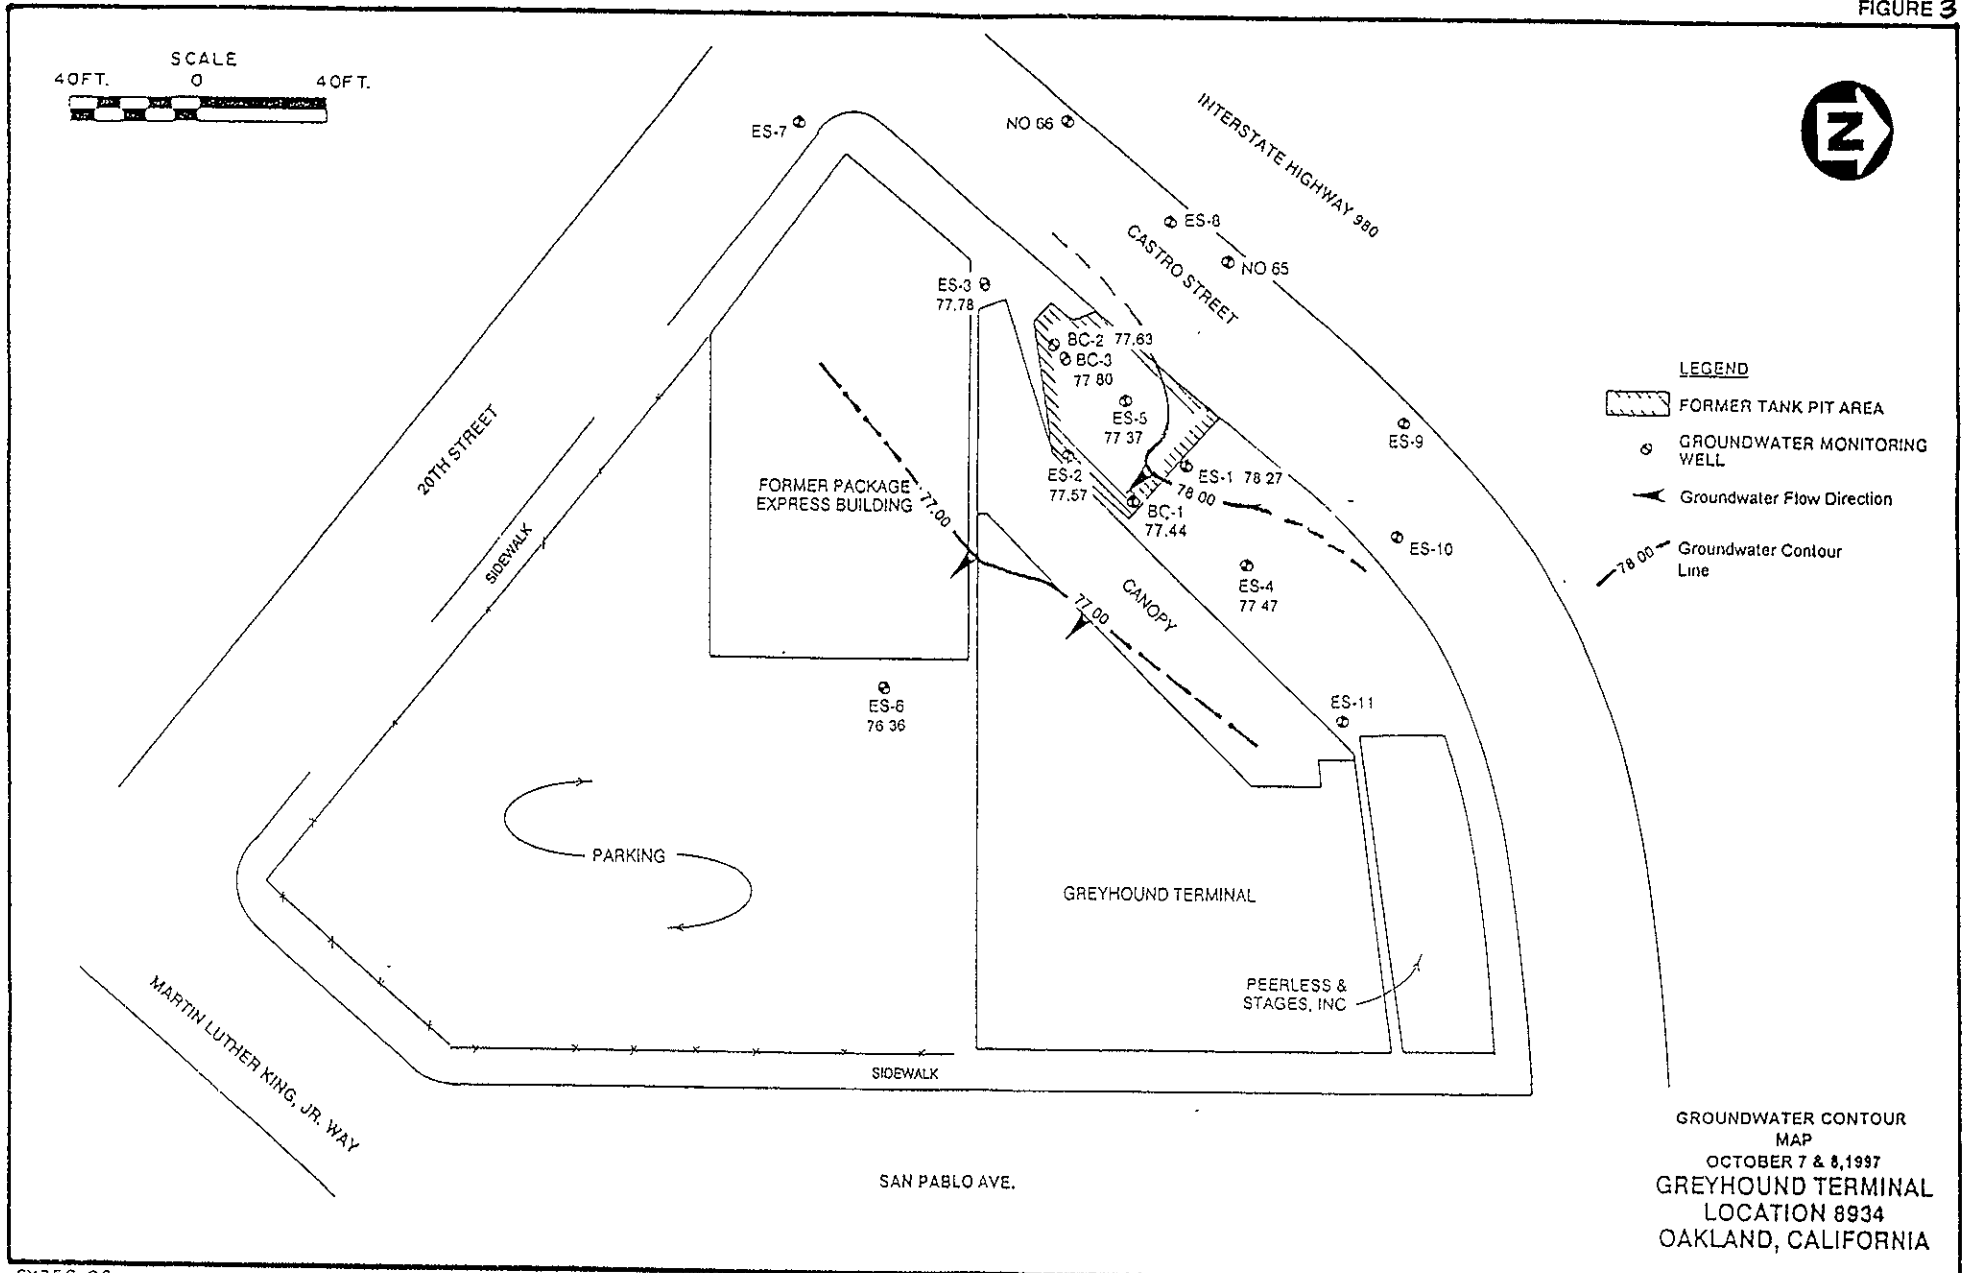 FIGURE 3
SCALE
40FT. 0 40FT.
N
ES-7
NO 66
INTERSTATE HIGHWAY 980
ES-8
CASTRO STREET
NO 65
ES-3
77.78
BC-2 77.63
BC-3
77 80
ES-5
77 37
ES-9
LEGEND
FORMER TANK PIT AREA
GROUNDWATER MONITORING
WELL
Groundwater Flow Direction
78 00
Groundwater Contour
Line
20TH STREET
SIDEWALK
FORMER PACKAGE
EXPRESS BUILDING
77.00
ES-2
77.57
ES-1 78 27
78 00
BC-1
77.44
ES-10
ES-4
77 47
CANOPY
77.00
ES-6
76 36
ES-11
PARKING
GREYHOUND TERMINAL
PEERLESS &
STAGES, INC
MARTIN LUTHER KING, JR. WAY
SIDEWALK
SAN PABLO AVE.
GROUNDWATER CONTOUR
MAP
OCTOBER 7 & 8,1997
GREYHOUND TERMINAL
LOCATION 8934
OAKLAND, CALIFORNIA